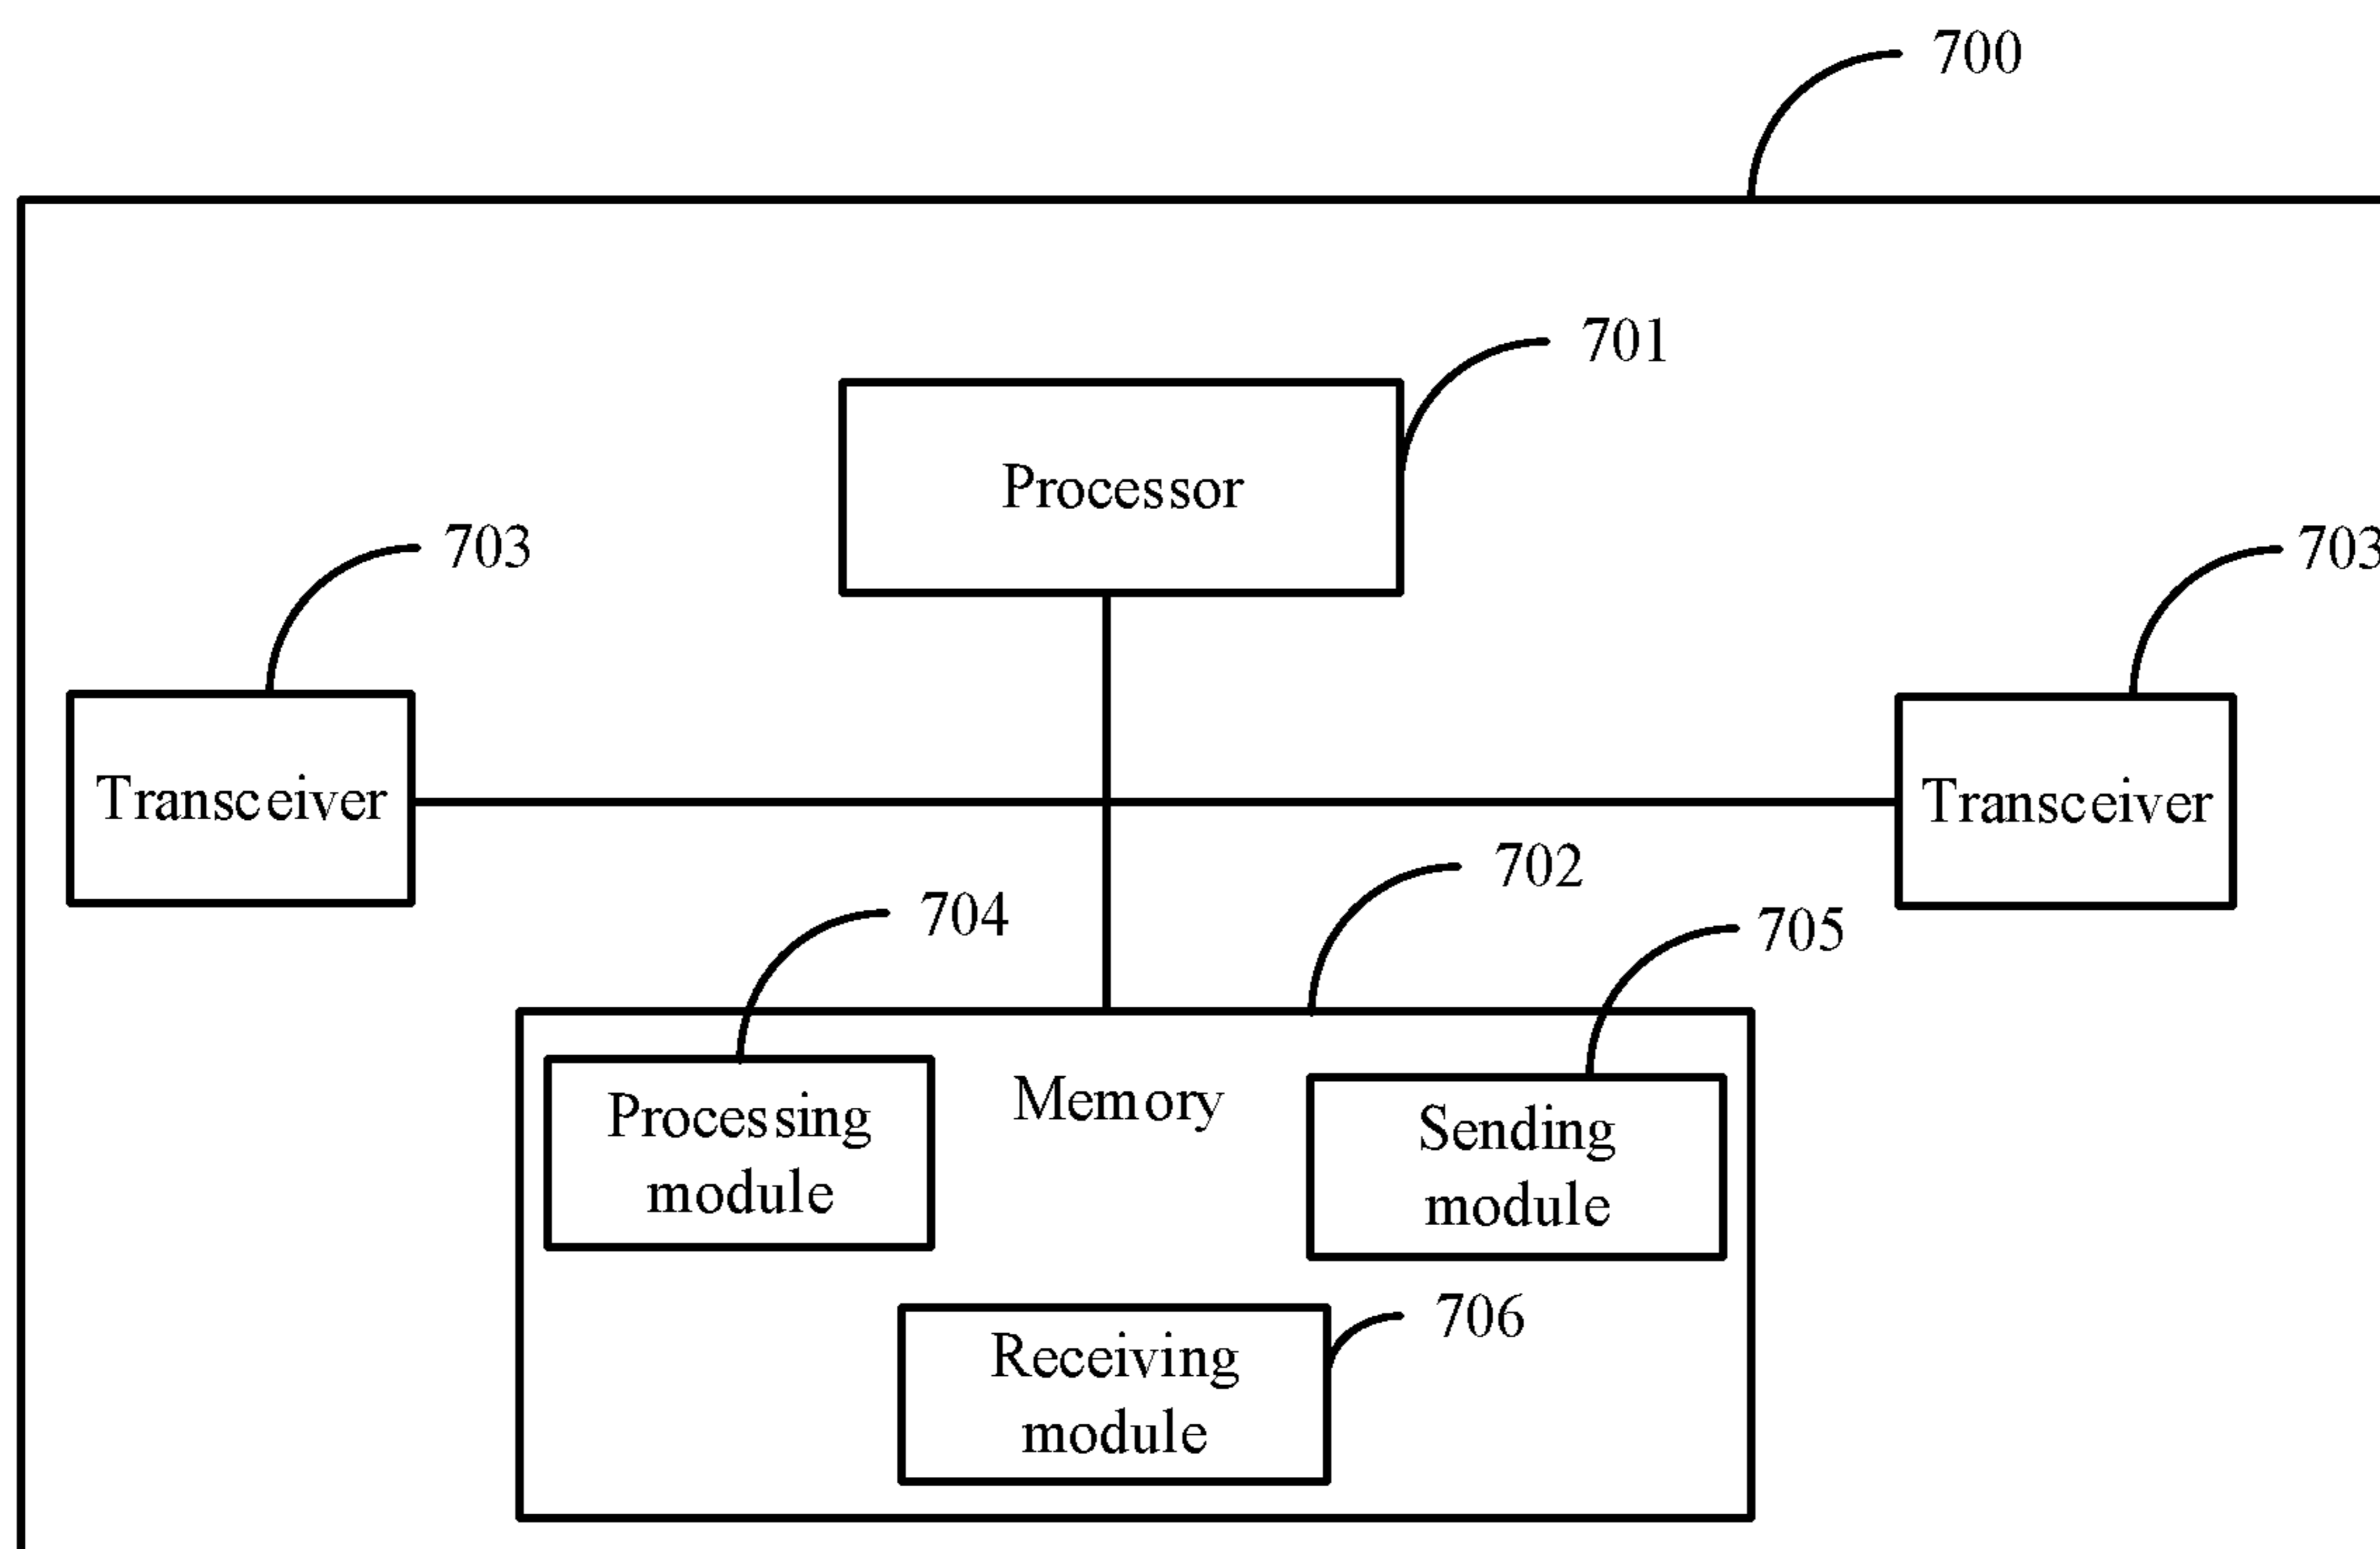 700
701
Processor
703
703
Transceiver
Transceiver
702
704
705
Memory
Processing
module
Sending
module
706
Receiving
module